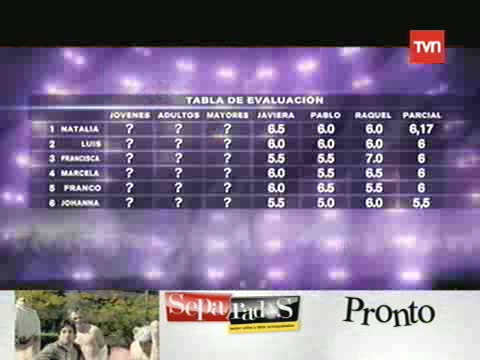 TVN
TABLA DE EVALUACIÓN
JOVENES ADULTOS MAYORES JAVIERA PABLO RAQUEL PARCIAL
1 NATALIA ? ? ? 6.5 6.0 6.0 6,17
2 LUIS ? ? ? 6.0 6.0 6.0 6
3 FRANCISCA ? ? ? 5.5 5.5 7.0 6
4 MARCELA ? ? ? 6.0 5.5 6.5 6
5 FRANCO ? ? ? 6.0 6.5 5.5 6
6 JOHANNA ? ? ? 5.5 5.0 6.0 5,5
Separados Pronto